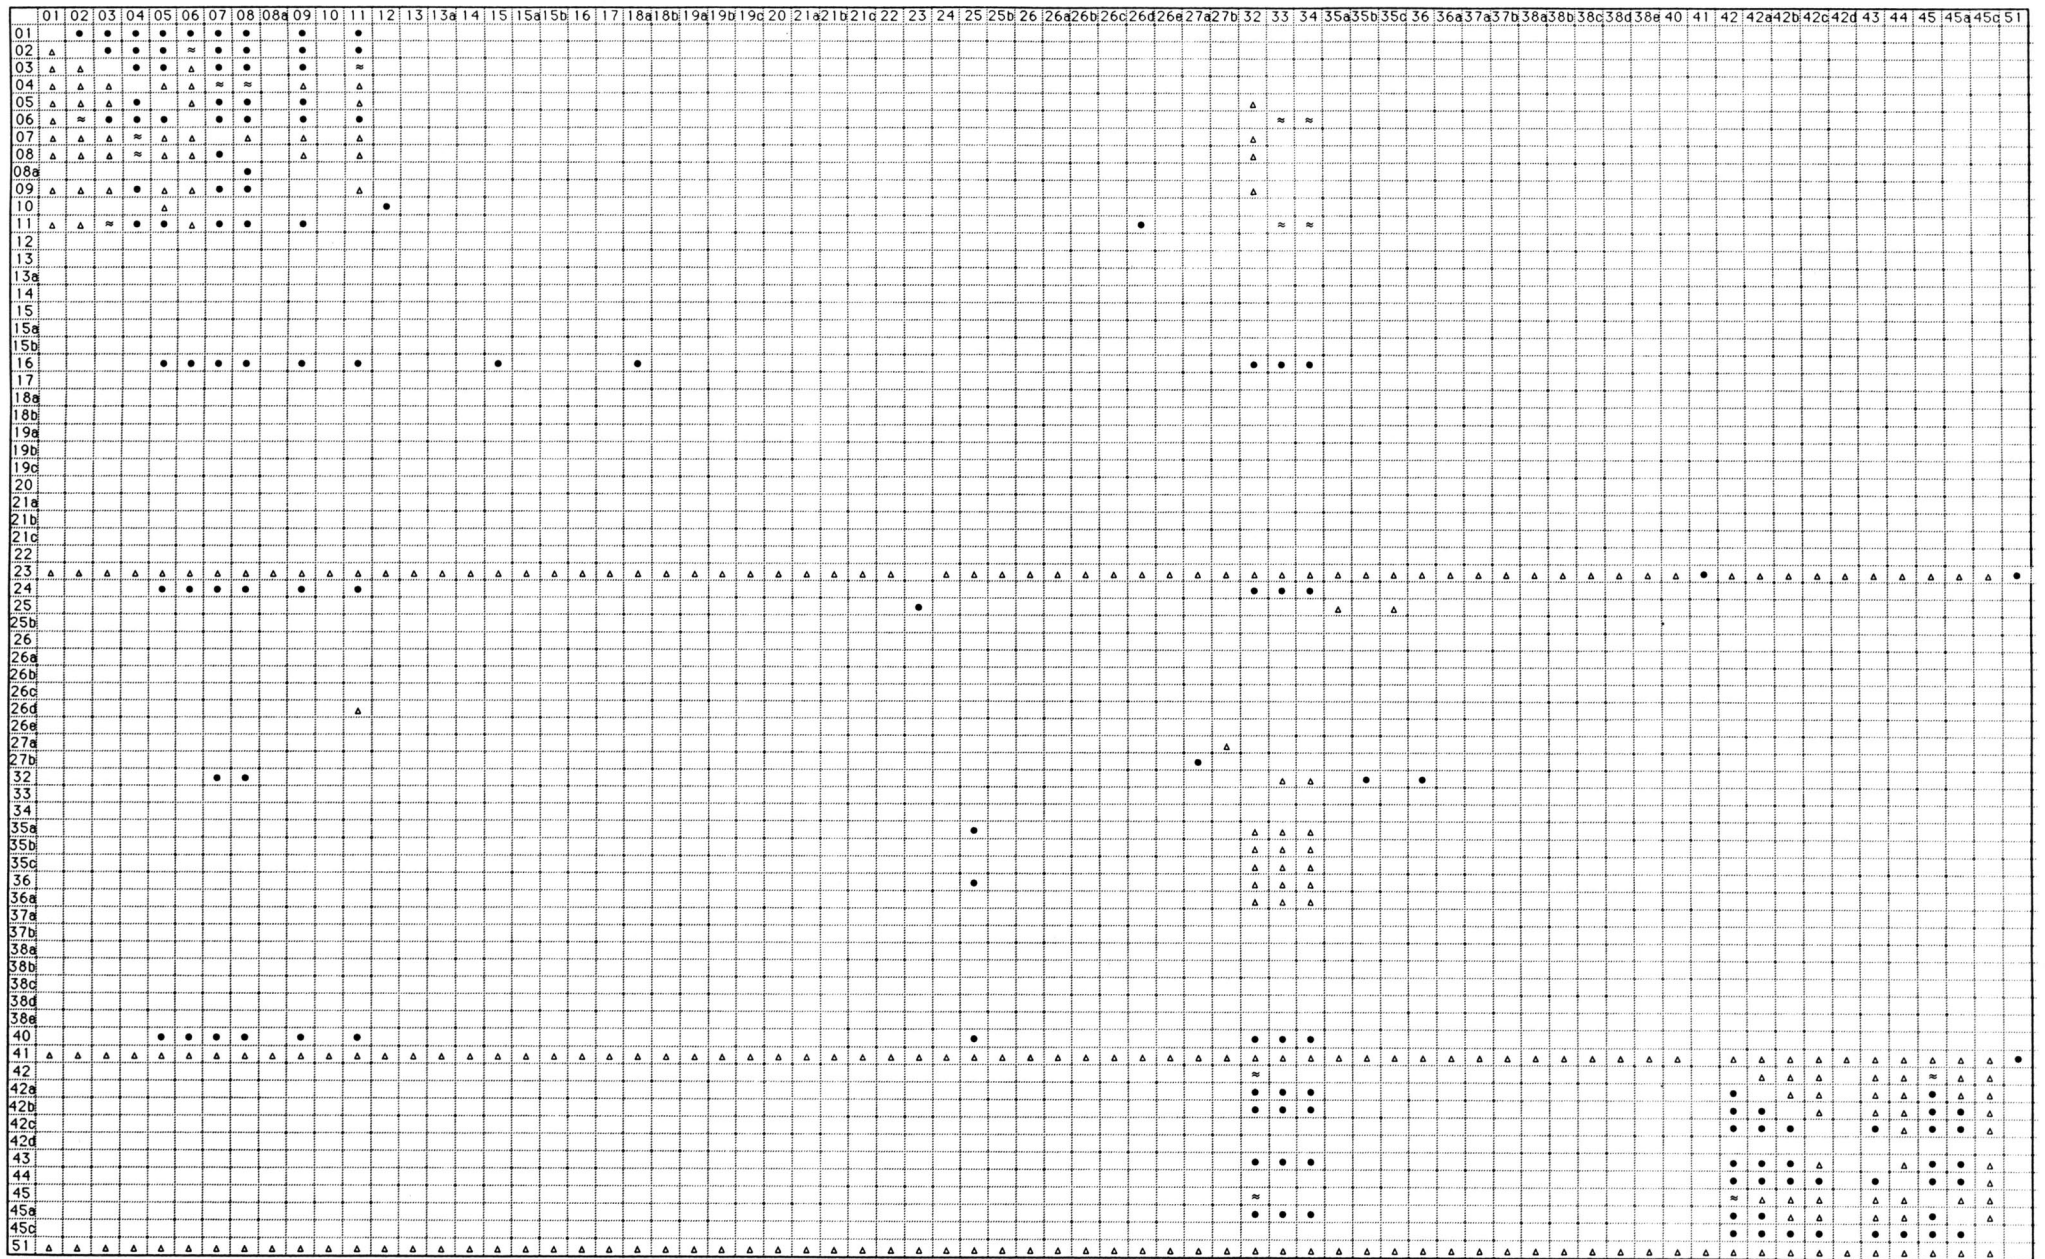 01 02 03 04 05 06 07 08 08a 09 10 11 12 13 13a 14 15 15a 15b 16 17 18a 18b 19a 19b 19c 20 21a 21b 21c 22 23 24 25 25b 26 26a 26b 26c 26d 26e 27a 27b 32 33 34 35a 35b 35c 36 36a 37a 37b 38a 38b 38c 38d 38e 40 41 42 42a 42b 42c 42d 43 44 45 45a 45c 51
01 • • • • • • • • •
02 △ • • • ≈ • • • •
03 △ △ • • △ • • • ≈
04 △ △ △ △ △ ≈ ≈ △ △
05 △ △ △ • △ • • • △ △
06 △ ≈ • • • • • • • ≈ ≈
07 △ △ △ ≈ △ △ △ △ △ △
08 △ △ △ ≈ △ △ • △ △ △
08a •
09 △ △ △ • △ △ • • △ △
10 △ •
11 △ △ ≈ • • △ • • • • ≈ ≈
12
13
13a
14
15
15a
15b
16 • • • • • • • • • • •
17
18a
18b
19a
19b
19c
20
21a
21b
21c
22
23 △ △ △ △ △ △ △ △ △ △ △ △ △ △ △ △ △ △ △ △ △ △ △ △ △ △ △ △ △ △ △ △ △ △ △ △ △ △ △ △ △ △ △ △ △ △ △ △ △ △ △ △ △ △ △ △ △ △ • △ △ △ △ △ △ △ △ △ △ •
24 • • • • • • • • •
25 • △ △
25b
26
26a
26b
26c
26d △
26e
27a △
27b •
32 • • △ △ • •
33
34
35a • △ △ △
35b △ △ △
35c △ △ △
36 • △ △ △
36a △ △ △
37a
37b
38a
38b
38c
38d
38e
40 • • • • • • • • • •
41 △ △ △ △ △ △ △ △ △ △ △ △ △ △ △ △ △ △ △ △ △ △ △ △ △ △ △ △ △ △ △ △ △ △ △ △ △ △ △ △ △ △ △ △ △ △ △ △ △ △ △ △ △ △ △ △ △ △ △ △ △ △ △ △ △ △ △ △ △ •
42 ≈ △ △ △ △ △ ≈ △ △
42a • • • • △ △ △ △ • △ △
42b • • • • • △ △ △ • • △
42c • • • • △ • • △
42d
43 • • • • • • △ △ • • △
44 • • • • • • • △
45 ≈ ≈ △ △ △ △ △ △ △
45a • • • • • △ △ △ △ • △
45c • • • • • • • •
51 △ △ △ △ △ △ △ △ △ △ △ △ △ △ △ △ △ △ △ △ △ △ △ △ △ △ △ △ △ △ △ △ △ △ △ △ △ △ △ △ △ △ △ △ △ △ △ △ △ △ △ △ △ △ △ △ △ △ △ △ △ △ △ △ △ △ △ △ △ △